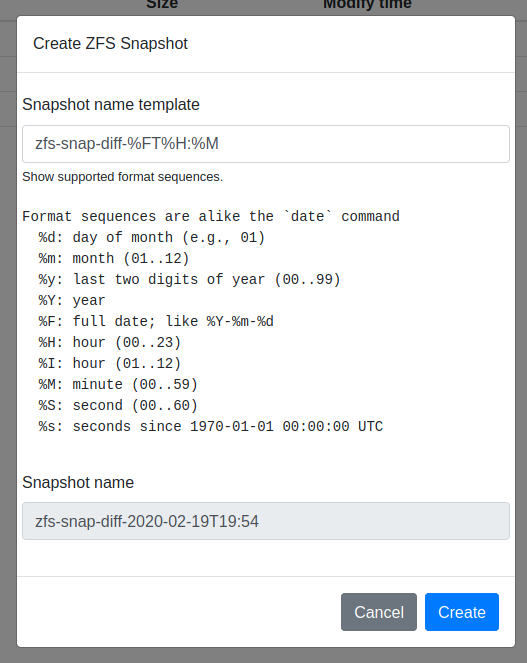 Size Modify time
Create ZFS Snapshot
Snapshot name template
zfs-snap-diff-%FT%H:%M
Show supported format sequences.
Format sequences are alike the `date` command
%d: day of month (e.g., 01)
%m: month (01..12)
%y: last two digits of year (00..99)
%Y: year
%F: full date; like %Y-%m-%d
%H: hour (00..23)
%I: hour (01..12)
%M: minute (00..59)
%S: second (00..60)
%s: seconds since 1970-01-01 00:00:00 UTC
Snapshot name
zfs-snap-diff-2020-02-19T19:54
Cancel Create